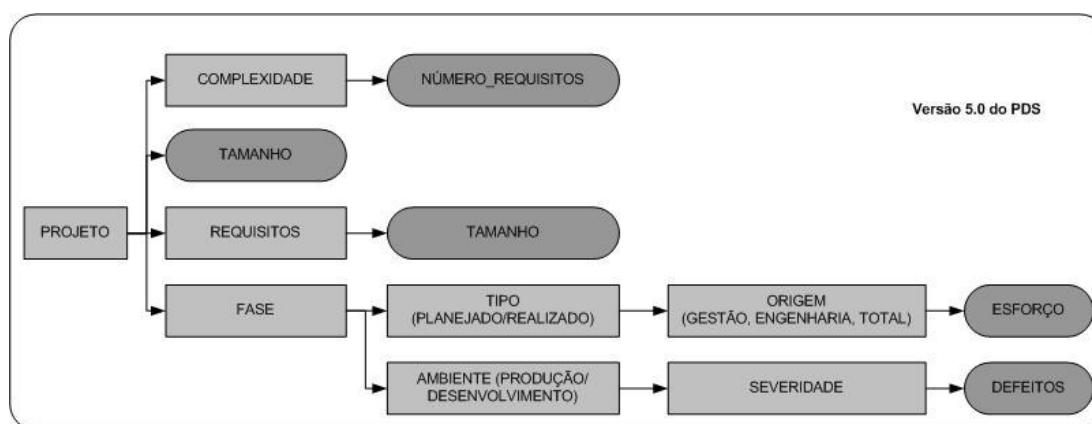 COMPLEXIDADE
NÚMERO_REQUISITOS
Versão 5.0 do PDS
TAMANHO
PROJETO
REQUISITOS
TAMANHO
FASE
TIPO
(PLANEJADO/REALIZADO)
ORIGEM
(GESTÃO, ENGENHARIA, TOTAL)
ESFORÇO
AMBIENTE (PRODUÇÃO/
DESENVOLVIMENTO)
SEVERIDADE
DEFEITOS